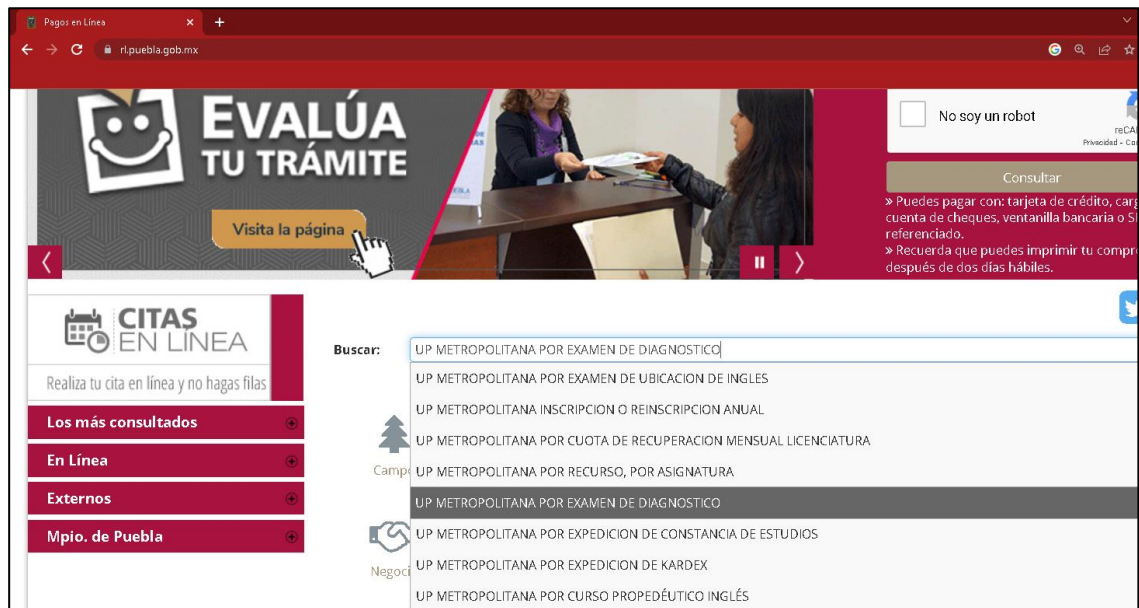 Pagos en Línea
rl.puebla.gob.mx
EVALÚA
TU TRÁMITE
Visita la página
No soy un robot
Privacidad
Consultar
» Puedes pagar con: tarjeta de crédito,
cuenta de cheques, ventanilla bancaria o
referenciado.
» Recuerda que puedes imprimir tu
después de dos días hábiles.
CITAS
EN LÍNEA
Realiza tu cita en línea y no hagas filas
Los más consultados
En Línea
Externos
Mpio. de Puebla
Buscar: UP METROPOLITANA POR EXAMEN DE DIAGNOSTICO
UP METROPOLITANA POR EXAMEN DE UBICACION DE INGLES
UP METROPOLITANA INSCRIPCION O REINSCRIPCION ANUAL
UP METROPOLITANA POR CUOTA DE RECUPERACION MENSUAL LICENCIATURA
Campo
UP METROPOLITANA POR RECURSO, POR ASIGNATURA
UP METROPOLITANA POR EXAMEN DE DIAGNOSTICO
UP METROPOLITANA POR EXPEDICION DE CONSTANCIA DE ESTUDIOS
UP METROPOLITANA POR EXPEDICION DE KARDEX
Negoci
UP METROPOLITANA POR CURSO PROPEDÉUTICO INGLÉS